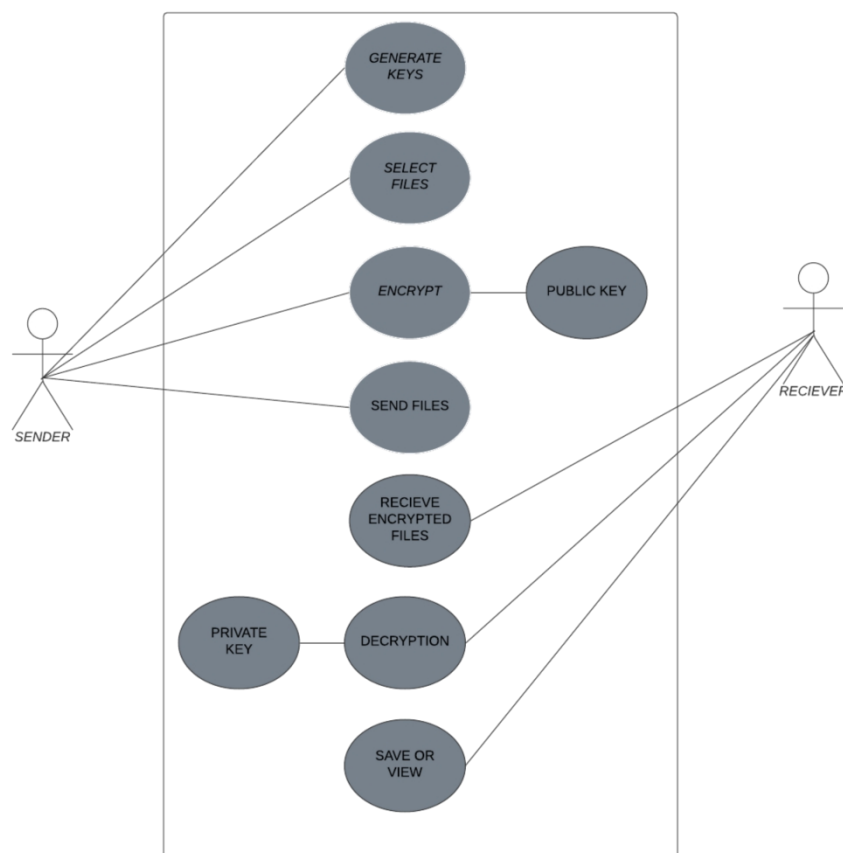 GENERATE
KEYS
SELECT
FILES
ENCRYPT
PUBLIC KEY
SENDER
SEND FILES
RECIEVER
RECIEVE
ENCRYPTED
FILES
PRIVATE
KEY
DECRYPTION
SAVE OR
VIEW